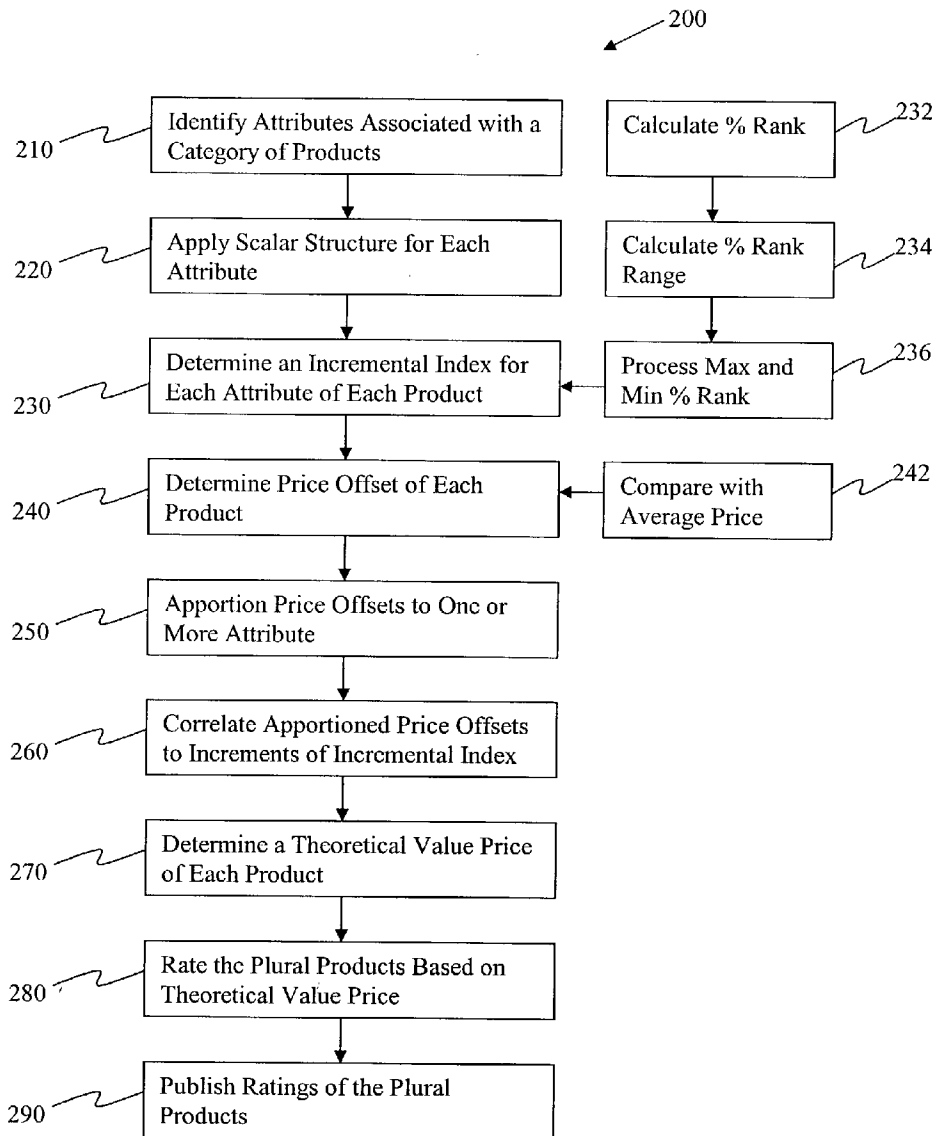 200
210
Identify Attributes Associated with a
Category of Products
Calculate % Rank
232
220
Apply Scalar Structure for Each
Attribute
Calculate % Rank
Range
234
230
Determine an Incremental Index for
Each Attribute of Each Product
Process Max and
Min % Rank
236
240
Determine Price Offset of Each
Product
Compare with
Average Price
242
250
Apportion Price Offsets to One or
More Attribute
260
Correlate Apportioned Price Offsets
to Increments of Incremental Index
270
Determine a Theoretical Value Price
of Each Product
280
Rate the Plural Products Based on
Theoretical Value Price
290
Publish Ratings of the Plural
Products